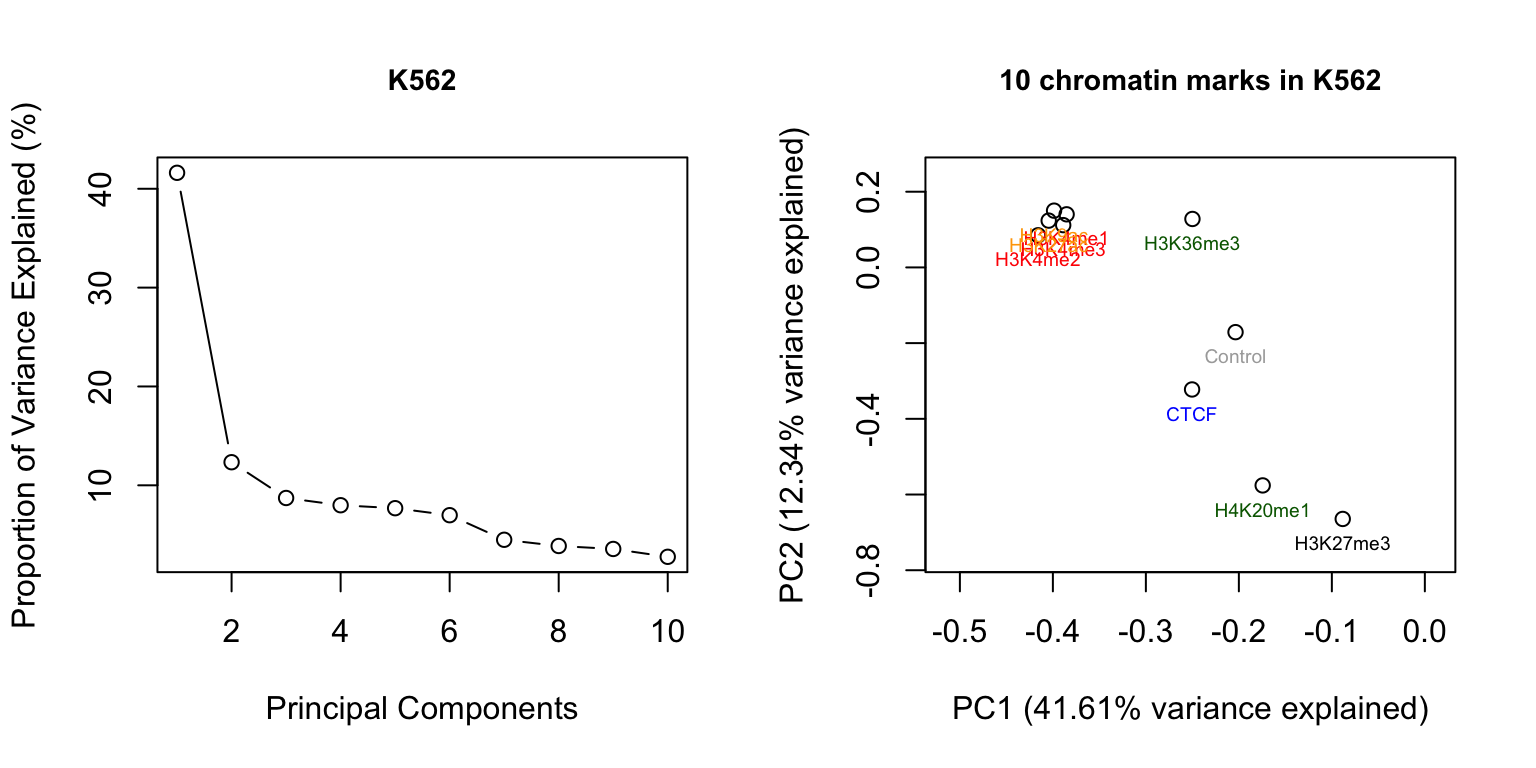 K562
Proportion of Variance Explained (%)
40
30
20
10
2 4 6 8 10
Principal Components
10 chromatin marks in K562
PC2 (12.34% variance explained)
0.2
0.0
-0.4
-0.8
H3K4me1
H3K4me3
H3K4me2
H3K36me3
Control
CTCF
H4K20me1
H3K27me3
-0.5 -0.4 -0.3 -0.2 -0.1 0.0
PC1 (41.61% variance explained)